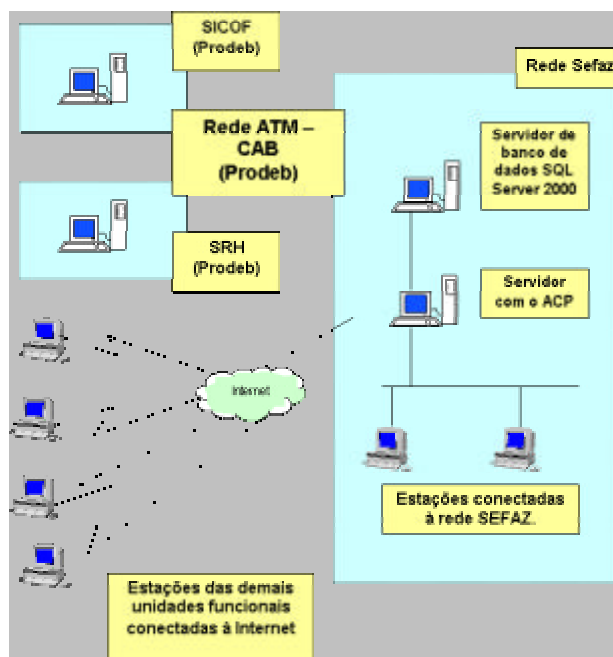 SICOF
(Prodeb)
Rede Sefaz
Rede ATM –
CAB
(Prodeb)
Servidor de
banco de
dados SQL
Server 2000
SRH
(Prodeb)
Servidor
com o ACP
Internet
Estações conectadas
à rede SEFAZ.
Estações das demais
unidades funcionais
conectadas à Internet